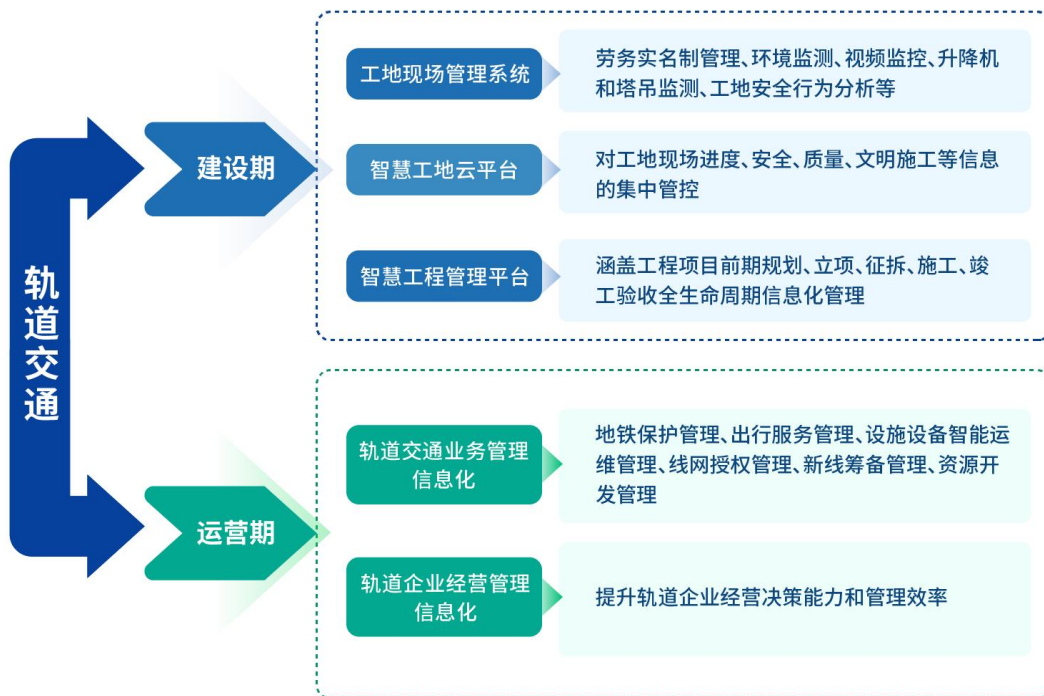 轨道交通
建设期
工地现场管理系统
劳务实名制管理、环境监测、视频监控、升降机
和塔吊监测、工地安全行为分析等
智慧工地云平台
对工地现场进度、安全、质量、文明施工等信息
的集中管控
智慧工程管理平台
涵盖工程项目前期规划、立项、征拆、施工、竣
工验收全生命周期信息化管理
运营期
轨道交通业务管理
信息化
地铁保护管理、出行服务管理、设施设备智能运
维管理、线网授权管理、新线筹备管理、资源开
发管理
轨道企业经营管理
信息化
提升轨道企业经营决策能力和管理效率